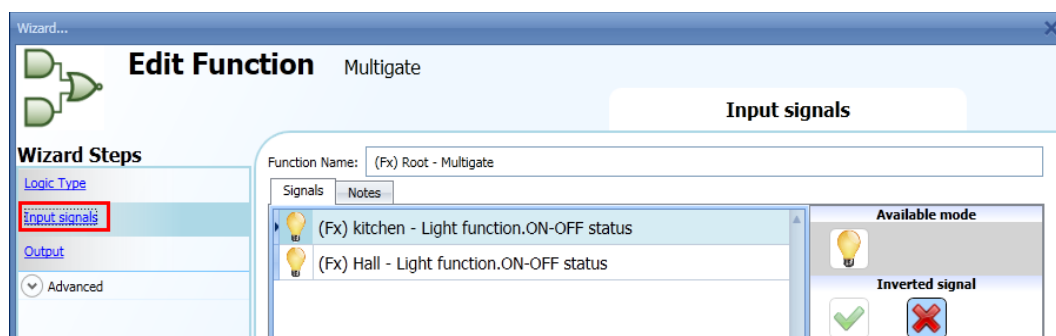 Wizard...
Edit Function Multigate
Input signals
Wizard Steps
Logic Type
Input signals
Output
Advanced
Function Name: (Fx) Root - Multigate
Signals Notes
(Fx) kitchen - Light function.ON-OFF status
(Fx) Hall - Light function.ON-OFF status
Available mode
Inverted signal